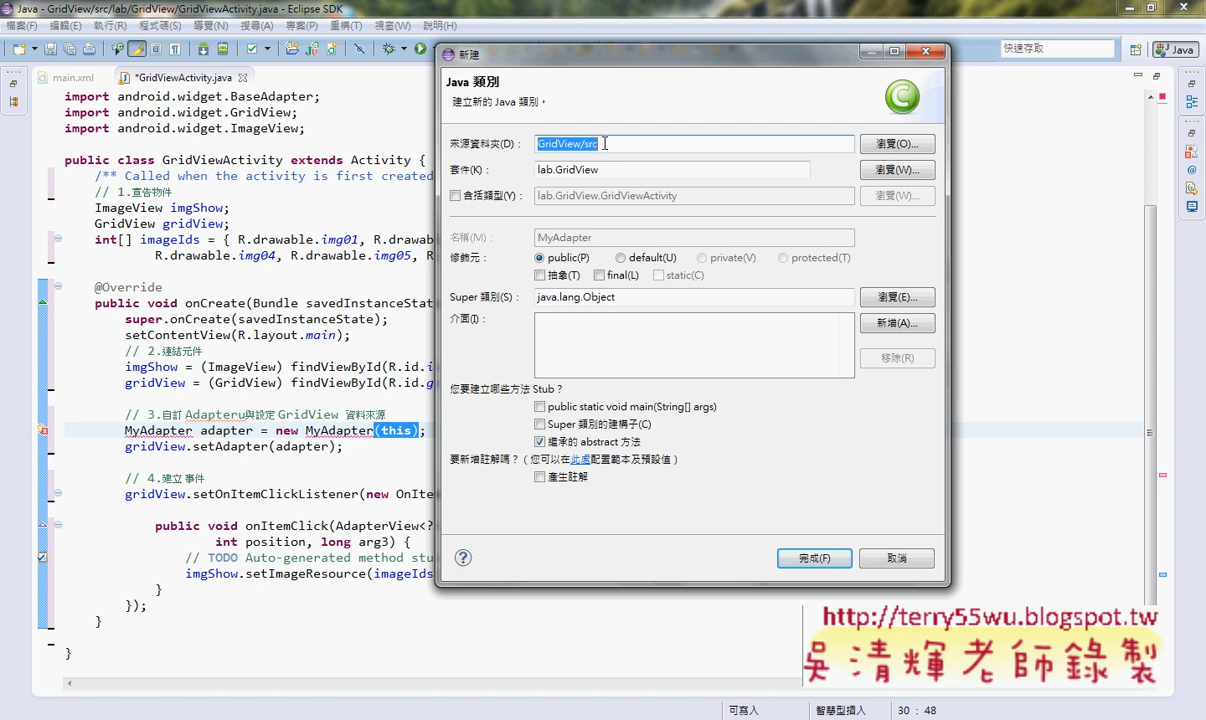 Java - GridView/src/lab/GridView/GridViewActivity.java - Eclipse SDK
檔案(F) 編輯(E) 執行(R) 程式碼(S) 導覽(N) 搜尋(A) 專案(P) 重構(T) 視窗(W) 說明(H)
快速存取
Java
main.xml
*GridViewActivity.java
import android.widget.BaseAdapter;
import android.widget.GridView;
import android.widget.ImageView;
public class GridViewActivity extends Activity {
/** Called when the activity is first created
// 1.宣告物件
ImageView imgShow;
GridView gridView;
int[] imageIds = { R.drawable.img01, R.drawa
R.drawable.img04, R.drawable.img05,
@Override
public void onCreate(Bundle savedInstanceStat
super.onCreate(savedInstanceState);
setContentView(R.layout.main);
// 2.連結元件
imgShow = (ImageView) findViewById(R.id.i
gridView = (GridView) findViewById(R.id.g
// 3.自訂 Adapteru與設定 GridView 資料來源
MyAdapter adapter = new MyAdapter(this);
gridView.setAdapter(adapter);
// 4.建立 事件
gridView.setOnItemClickListener(new OnIte
public void onItemClick(AdapterView<?
int position, long arg3) {
// TODO Auto-generated method stu
imgShow.setImageResource(imageIds
}
});
}
}
新建
Java 類別
建立新的 Java 類別。
來源資料夾(D)： GridView/src 瀏覽(O)...
套件(K)： lab.GridView 瀏覽(W)...
包括類型(Y)： lab.GridView.GridViewActivity 瀏覽(W)...
名稱(M)： MyAdapter
修飾元： public(P) default(U) private(V) protected(T)
抽象(T) final(L) static(C)
Super 類別(S)： java.lang.Object 瀏覽(E)...
介面(I)： 新增(A)...
移除(R)
您要建立哪些方法 Stub？
public static void main(String[] args)
Super 類別的建構子(C)
繼承的 abstract 方法
要新增註解嗎？（您可以在此處配置範本及預設值）
產生註解
完成(F) 取消
http://terry55wu.blogspot.tw
吳清輝老師錄製
可寫入 智慧型插入 30 : 48